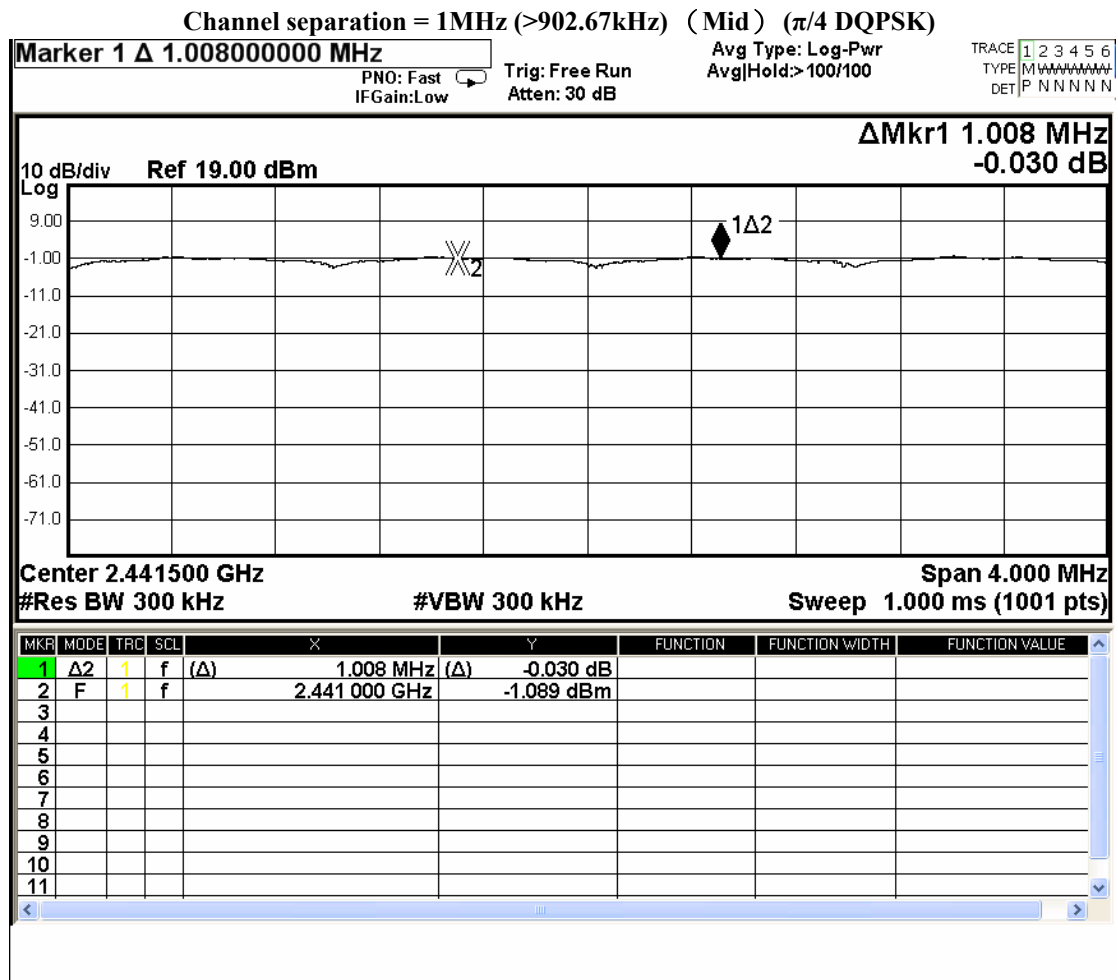 Channel separation = 1MHz (>902.67kHz) （Mid） (π/4 DQPSK)
Marker 1 Δ 1.008000000 MHz
PNO: Fast
IFGain:Low
Trig: Free Run
Atten: 30 dB
Avg Type: Log-Pwr
Avg|Hold:>100/100
TRACE 1 2 3 4 5 6
TYPE M WWWWW
DET P N N N N N
ΔMkr1 1.008 MHz
-0.030 dB
10 dB/div Ref 19.00 dBm
Log
9.00
-1.00
-11.0
-21.0
-31.0
-41.0
-51.0
-61.0
-71.0
1Δ2
2
Center 2.441500 GHz Span 4.000 MHz
#Res BW 300 kHz #VBW 300 kHz Sweep 1.000 ms (1001 pts)
MKR MODE TRC SCL X Y FUNCTION FUNCTION WIDTH FUNCTION VALUE
1 Δ2 1 f (Δ) 1.008 MHz (Δ) -0.030 dB
2 F 1 f 2.441 000 GHz -1.089 dBm
3
4
5
6
7
8
9
10
11